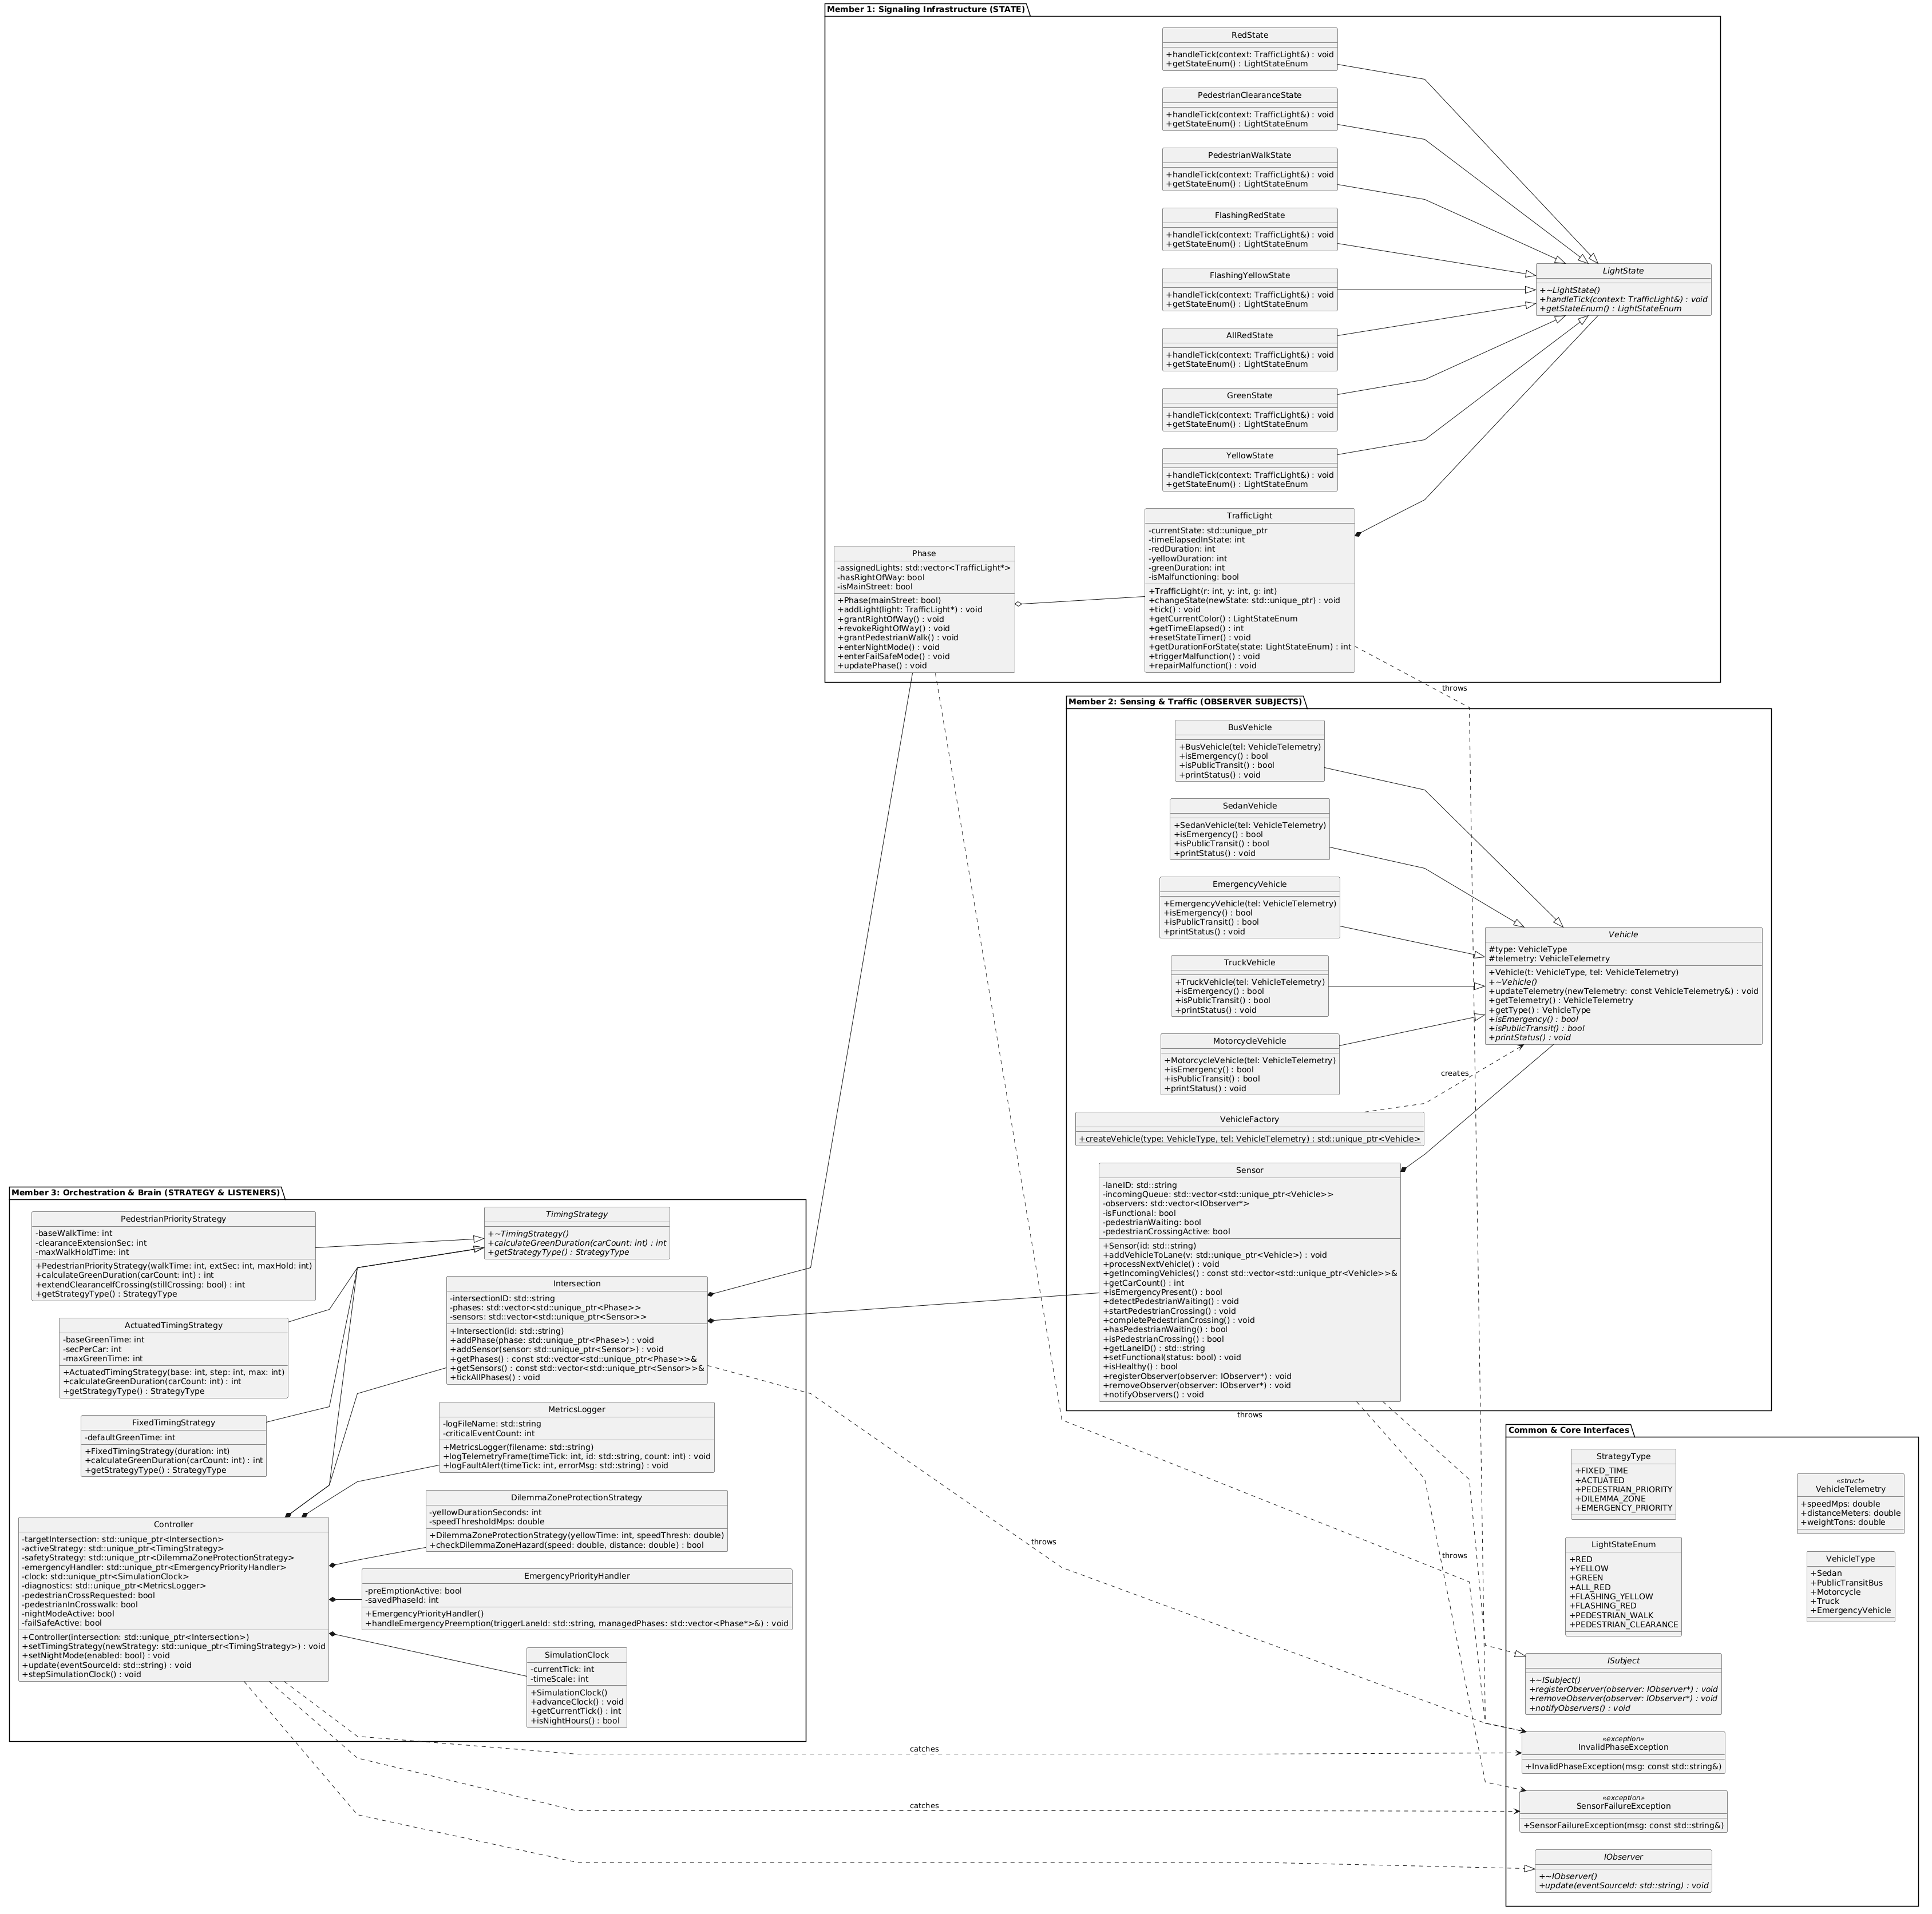 Member 1: Signaling Infrastructure (STATE)
RedState
+handleTick(context: TrafficLight&) : void
+getStateEnum() : LightStateEnum
PedestrianClearanceState
+handleTick(context: TrafficLight&) : void
+getStateEnum() : LightStateEnum
PedestrianWalkState
+handleTick(context: TrafficLight&) : void
+getStateEnum() : LightStateEnum
FlashingRedState
+handleTick(context: TrafficLight&) : void
+getStateEnum() : LightStateEnum
FlashingYellowState
+handleTick(context: TrafficLight&) : void
+getStateEnum() : LightStateEnum
AllRedState
+handleTick(context: TrafficLight&) : void
+getStateEnum() : LightStateEnum
GreenState
+handleTick(context: TrafficLight&) : void
+getStateEnum() : LightStateEnum
YellowState
+handleTick(context: TrafficLight&) : void
+getStateEnum() : LightStateEnum
LightState
+~LightState()
+handleTick(context: TrafficLight&) : void
+getStateEnum() : LightStateEnum
TrafficLight
-currentState: std::unique_ptr
-timeElapsedInState: int
-redDuration: int
-yellowDuration: int
-greenDuration: int
-isMalfunctioning: bool
+TrafficLight(r: int, y: int, g: int)
+changeState(newState: std::unique_ptr) : void
+tick() : void
+getCurrentColor() : LightStateEnum
+getTimeElapsed() : int
+resetStateTimer() : void
+getDurationForState(state: LightStateEnum) : int
+triggerMalfunction() : void
+repairMalfunction() : void
Phase
-assignedLights: std::vector<TrafficLight*>
-hasRightOfWay: bool
-isMainStreet: bool
+Phase(mainStreet: bool)
+addLight(light: TrafficLight*) : void
+grantRightOfWay() : void
+revokeRightOfWay() : void
+grantPedestrianWalk() : void
+enterNightMode() : void
+enterFailSafeMode() : void
+updatePhase() : void
throws
Member 2: Sensing & Traffic (OBSERVER SUBJECTS)
BusVehicle
+BusVehicle(tel: VehicleTelemetry)
+isEmergency() : bool
+isPublicTransit() : bool
+printStatus() : void
SedanVehicle
+SedanVehicle(tel: VehicleTelemetry)
+isEmergency() : bool
+isPublicTransit() : bool
+printStatus() : void
EmergencyVehicle
+EmergencyVehicle(tel: VehicleTelemetry)
+isEmergency() : bool
+isPublicTransit() : bool
+printStatus() : void
TruckVehicle
+TruckVehicle(tel: VehicleTelemetry)
+isEmergency() : bool
+isPublicTransit() : bool
+printStatus() : void
MotorcycleVehicle
+MotorcycleVehicle(tel: VehicleTelemetry)
+isEmergency() : bool
+isPublicTransit() : bool
+printStatus() : void
Vehicle
#type: VehicleType
#telemetry: VehicleTelemetry
+Vehicle(t: VehicleType, tel: VehicleTelemetry)
+~Vehicle()
+updateTelemetry(newTelemetry: const VehicleTelemetry&) : void
+getTelemetry() : VehicleTelemetry
+getType() : VehicleType
+isEmergency() : bool
+isPublicTransit() : bool
+printStatus() : void
creates
VehicleFactory
+createVehicle(type: VehicleType, tel: VehicleTelemetry) : std::unique_ptr<Vehicle>
Sensor
-laneID: std::string
-incomingQueue: std::vector<std::unique_ptr<Vehicle>>
-observers: std::vector<IObserver*>
-isFunctional: bool
-pedestrianWaiting: bool
-pedestrianCrossingActive: bool
+Sensor(id: std::string)
+addVehicleToLane(v: std::unique_ptr<Vehicle>) : void
+processNextVehicle() : void
+getIncomingVehicles() : const std::vector<std::unique_ptr<Vehicle>>&
+getCarCount() : int
+isEmergencyPresent() : bool
+detectPedestrianWaiting() : void
+startPedestrianCrossing() : void
+completePedestrianCrossing() : void
+hasPedestrianWaiting() : bool
+isPedestrianCrossing() : bool
+getLaneID() : std::string
+setFunctional(status: bool) : void
+isHealthy() : bool
+registerObserver(observer: IObserver*) : void
+removeObserver(observer: IObserver*) : void
+notifyObservers() : void
throws
Member 3: Orchestration & Brain (STRATEGY & LISTENERS)
PedestrianPriorityStrategy
-baseWalkTime: int
-clearanceExtensionSec: int
-maxWalkHoldTime: int
+PedestrianPriorityStrategy(walkTime: int, extSec: int, maxHold: int)
+calculateGreenDuration(carCount: int) : int
+extendClearanceIfCrossing(stillCrossing: bool) : int
+getStrategyType() : StrategyType
TimingStrategy
+~TimingStrategy()
+calculateGreenDuration(carCount: int) : int
+getStrategyType() : StrategyType
ActuatedTimingStrategy
-baseGreenTime: int
-secPerCar: int
-maxGreenTime: int
+ActuatedTimingStrategy(base: int, step: int, max: int)
+calculateGreenDuration(carCount: int) : int
+getStrategyType() : StrategyType
Intersection
-intersectionID: std::string
-phases: std::vector<std::unique_ptr<Phase>>
-sensors: std::vector<std::unique_ptr<Sensor>>
+Intersection(id: std::string)
+addPhase(phase: std::unique_ptr<Phase>) : void
+addSensor(sensor: std::unique_ptr<Sensor>) : void
+getPhases() : const std::vector<std::unique_ptr<Phase>>&
+getSensors() : const std::vector<std::unique_ptr<Sensor>>&
+tickAllPhases() : void
FixedTimingStrategy
-defaultGreenTime: int
+FixedTimingStrategy(duration: int)
+calculateGreenDuration(carCount: int) : int
+getStrategyType() : StrategyType
MetricsLogger
-logFileName: std::string
-criticalEventCount: int
+MetricsLogger(filename: std::string)
+logTelemetryFrame(timeTick: int, id: std::string, count: int) : void
+logFaultAlert(timeTick: int, errorMsg: std::string) : void
DilemmaZoneProtectionStrategy
-yellowDurationSeconds: int
-speedThresholdMps: double
+DilemmaZoneProtectionStrategy(yellowTime: int, speedThresh: double)
+checkDilemmaZoneHazard(speed: double, distance: double) : bool
Controller
-targetIntersection: std::unique_ptr<Intersection>
-activeStrategy: std::unique_ptr<TimingStrategy>
-safetyStrategy: std::unique_ptr<DilemmaZoneProtectionStrategy>
-emergencyHandler: std::unique_ptr<EmergencyPriorityHandler>
-clock: std::unique_ptr<SimulationClock>
-diagnostics: std::unique_ptr<MetricsLogger>
-pedestrianCrossRequested: bool
-pedestrianInCrosswalk: bool
-nightModeActive: bool
-failSafeActive: bool
+Controller(intersection: std::unique_ptr<Intersection>)
+setTimingStrategy(newStrategy: std::unique_ptr<TimingStrategy>) : void
+setNightMode(enabled: bool) : void
+update(eventSourceId: std::string) : void
+stepSimulationClock() : void
EmergencyPriorityHandler
-preEmptionActive: bool
-savedPhaseId: int
+EmergencyPriorityHandler()
+handleEmergencyPreemption(triggerLaneId: std::string, managedPhases: std::vector<Phase*>&) : void
SimulationClock
-currentTick: int
-timeScale: int
+SimulationClock()
+advanceClock() : void
+getCurrentTick() : int
+isNightHours() : bool
throws
throws
catches
catches
Common & Core Interfaces
StrategyType
+FIXED_TIME
+ACTUATED
+PEDESTRIAN_PRIORITY
+DILEMMA_ZONE
+EMERGENCY_PRIORITY
«struct»
VehicleTelemetry
+speedMps: double
+distanceMeters: double
+weightTons: double
LightStateEnum
+RED
+YELLOW
+GREEN
+ALL_RED
+FLASHING_YELLOW
+FLASHING_RED
+PEDESTRIAN_WALK
+PEDESTRIAN_CLEARANCE
VehicleType
+Sedan
+PublicTransitBus
+Motorcycle
+Truck
+EmergencyVehicle
ISubject
+~ISubject()
+registerObserver(observer: IObserver*) : void
+removeObserver(observer: IObserver*) : void
+notifyObservers() : void
«exception»
InvalidPhaseException
+InvalidPhaseException(msg: const std::string&)
«exception»
SensorFailureException
+SensorFailureException(msg: const std::string&)
IObserver
+~IObserver()
+update(eventSourceId: std::string) : void